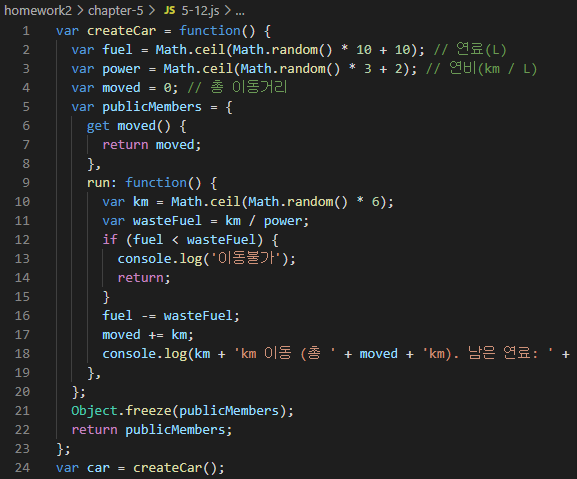 homework2 > chapter-5 > JS 5-12.js > ...
1 var createCar = function() {
2 var fuel = Math.ceil(Math.random() * 10 + 10); // 연료(L)
3 var power = Math.ceil(Math.random() * 3 + 2); // 연비(km / L)
4 var moved = 0; // 총 이동거리
5 var publicMembers = {
6 get moved() {
7 return moved;
8 },
9 run: function() {
10 var km = Math.ceil(Math.random() * 6);
11 var wasteFuel = km / power;
12 if (fuel < wasteFuel) {
13 console.log('이동불가');
14 return;
15 }
16 fuel -= wasteFuel;
17 moved += km;
18 console.log(km + 'km 이동 (총 ' + moved + 'km). 남은 연료: ' +
19 },
20 };
21 Object.freeze(publicMembers);
22 return publicMembers;
23 };
24 var car = createCar();